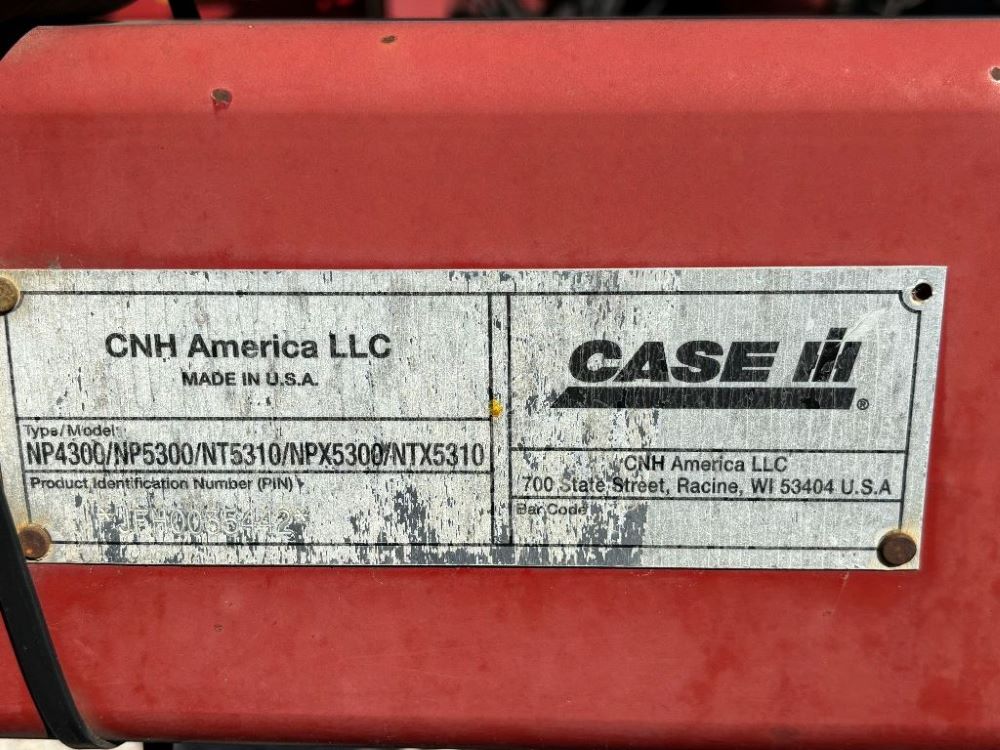 CNH America LLC
MADE IN U.S.A.
Type/Model:
NP4300/NP5300/NT5310/NPX5300/NTX5310
Product Identification Number (PIN)
CASE IH
®
CNH America LLC
700 State Street, Racine, WI 53404 U.S.A
Bar Code